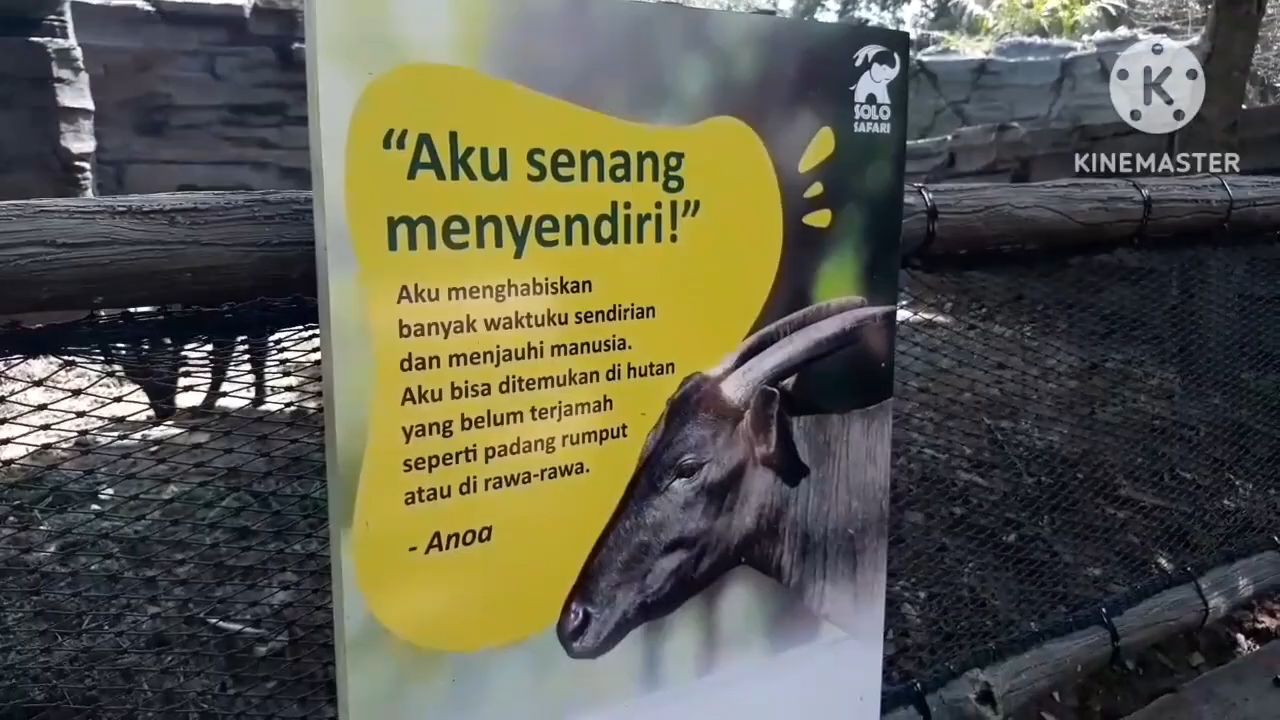 SOLO
SAFARI
K
KINEMASTER
“Aku senang
menyendiri!”
Aku menghabiskan
banyak waktuku sendirian
dan menjauhi manusia.
Aku bisa ditemukan di hutan
yang belum terjamah
seperti padang rumput
atau di rawa-rawa.
- Anoa